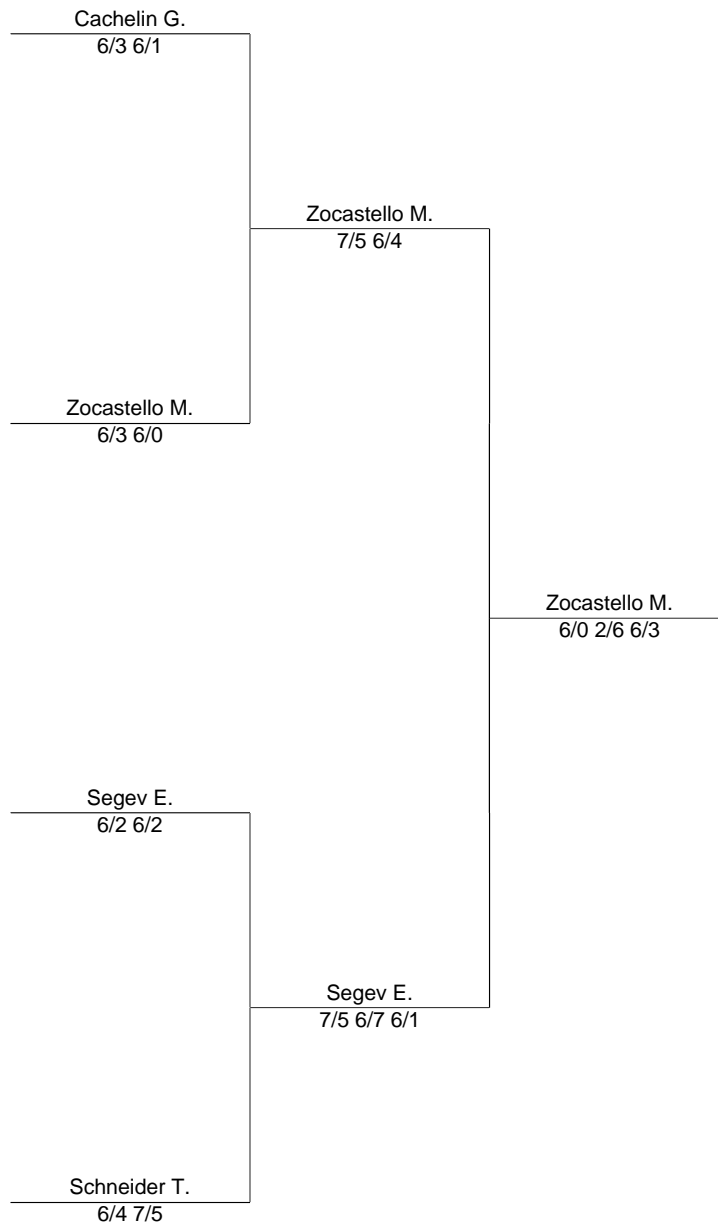 Cachelin G.
6/3 6/1
Zocastello M.
7/5 6/4
Zocastello M.
6/3 6/0
Zocastello M.
6/0 2/6 6/3
Segev E.
6/2 6/2
Segev E.
7/5 6/7 6/1
Schneider T.
6/4 7/5